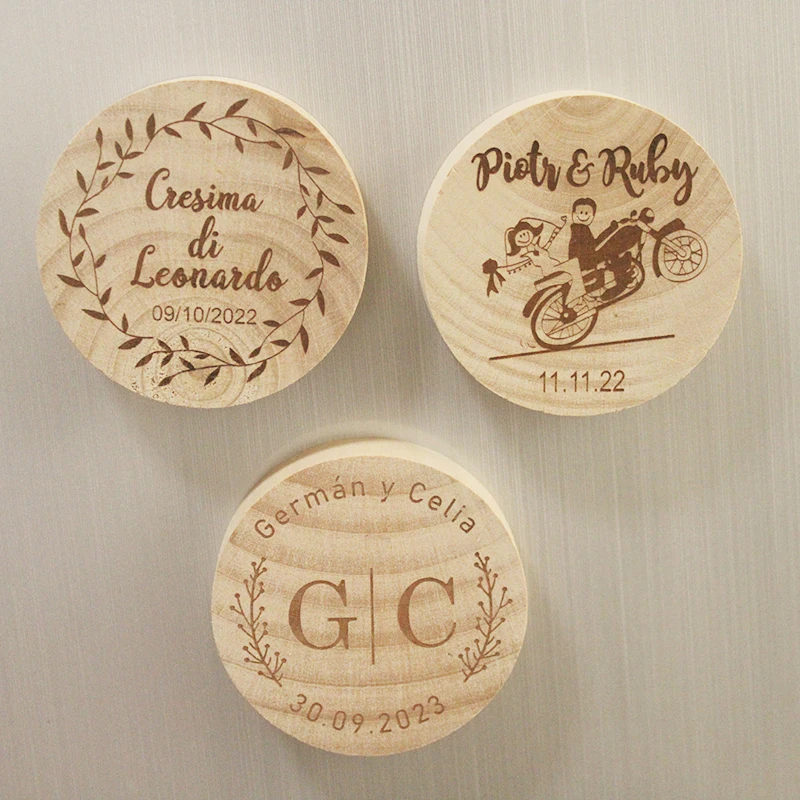 Cresima
di
Leonardo
09/10/2022
Piotr & Ruby
11.11.22
Germán y Celia
G|C
30.09.2023